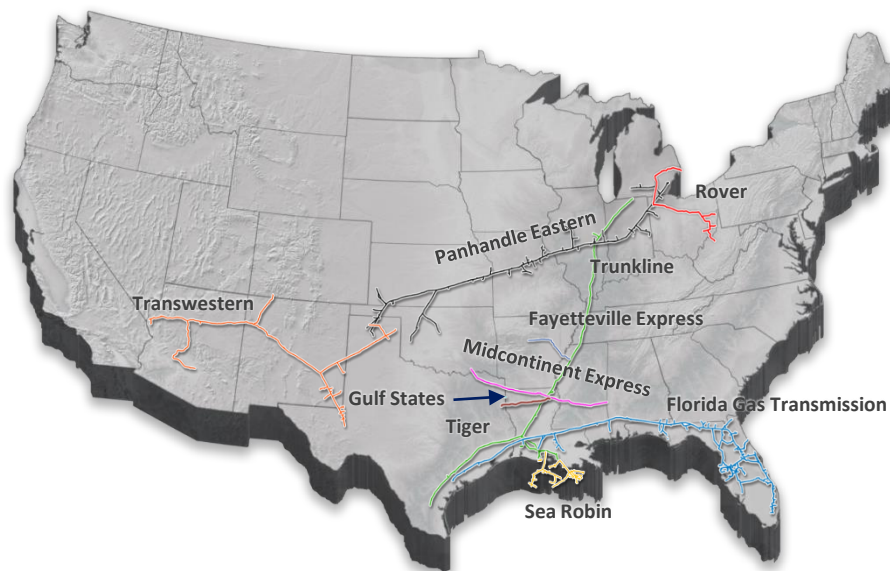 Rover
Panhandle Eastern
Trunkline
Transwestern
Fayetteville Express
Midcontinent Express
Gulf States
Florida Gas Transmission
Tiger
Sea Robin